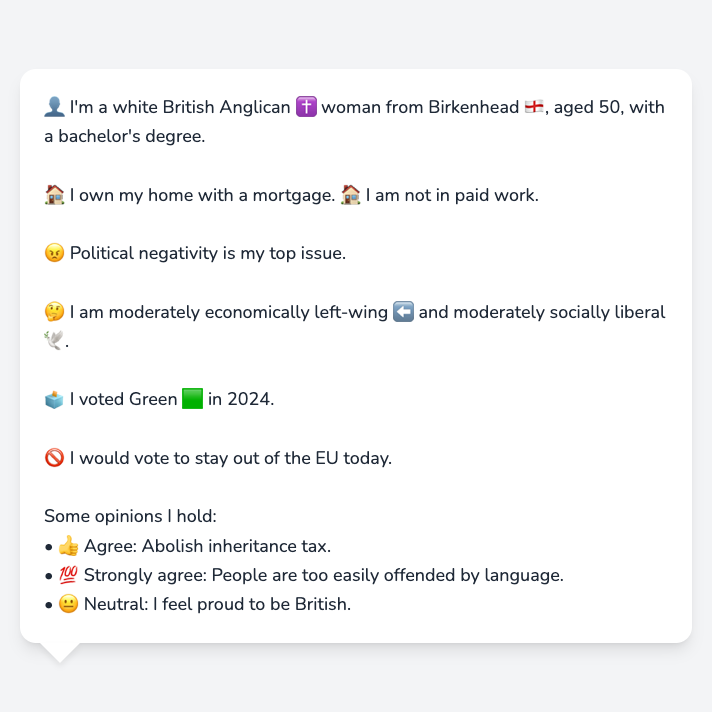 👤 I'm a white British Anglican ✝️ woman from Birkenhead 🏴󠁧󠁢󠁥󠁮󠁧󠁿, aged 50, with
a bachelor's degree.
🏠 I own my home with a mortgage. 🏠 I am not in paid work.
😠 Political negativity is my top issue.
🤔 I am moderately economically left-wing ⬅️ and moderately socially liberal
🕊️.
🗳️ I voted Green 🟩 in 2024.
🚫 I would vote to stay out of the EU today.
Some opinions I hold:
• 👍 Agree: Abolish inheritance tax.
• 💯 Strongly agree: People are too easily offended by language.
• 😐 Neutral: I feel proud to be British.